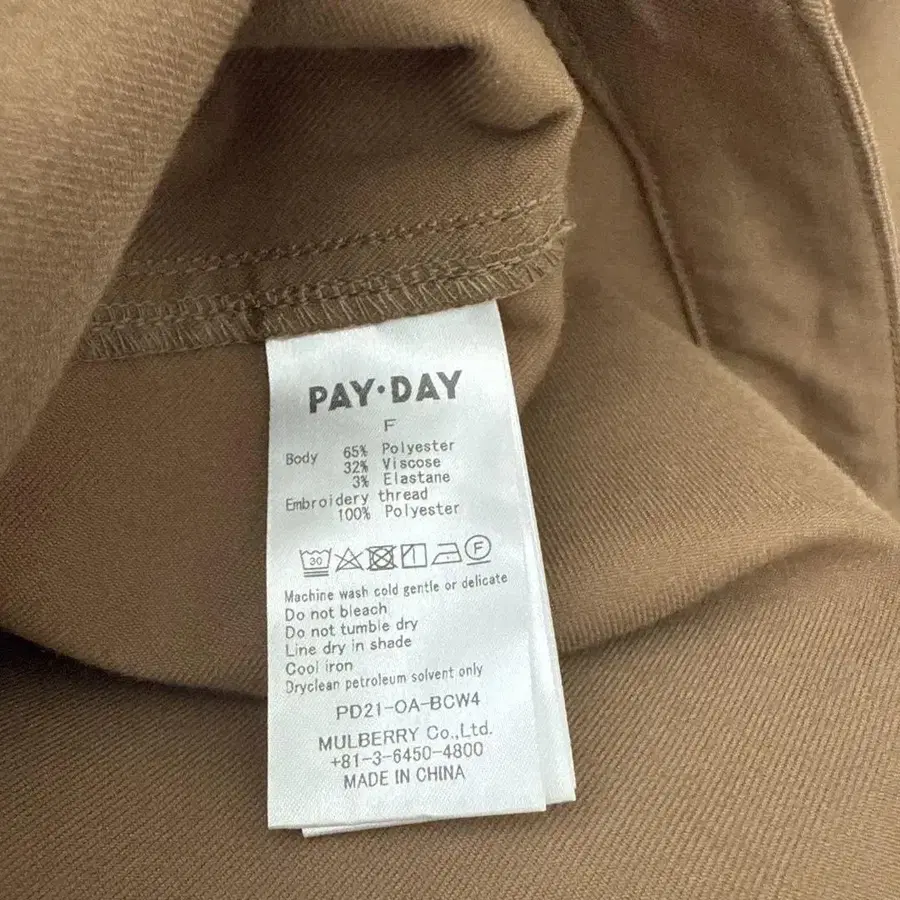 PAY·DAY
F
Body 65% Polyester
32% Viscose
3% Elastane
Embroidery thread
100% Polyester
30 F
Machine wash cold gentle or delicate
Do not bleach
Do not tumble dry
Line dry in shade
Cool iron
Dryclean petroleum solvent only
PD21-OA-BCW4
MULBERRY Co.,Ltd.
+81-3-6450-4800
MADE IN CHINA